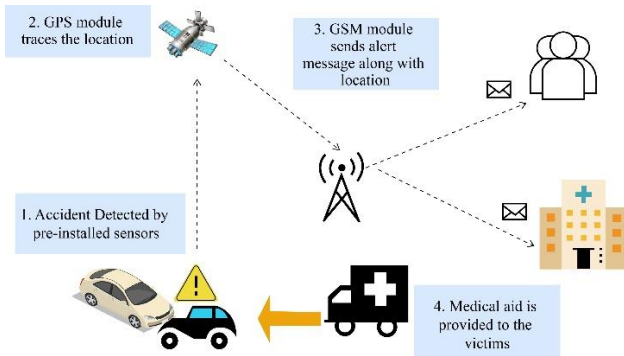 2. GPS module
traces the location
3. GSM module
sends alert
message along with
location
1. Accident Detected by
pre-installed sensors
4. Medical aid is
provided to the
victims